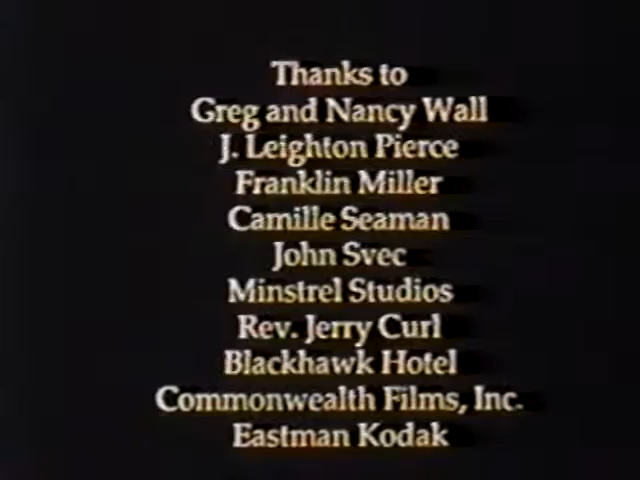 Thanks to
Greg and Nancy Wall
J. Leighton Pierce
Franklin Miller
Camille Seaman
John Svec
Minstrel Studios
Rev. Jerry Curl
Blackhawk Hotel
Commonwealth Films, Inc.
Eastman Kodak